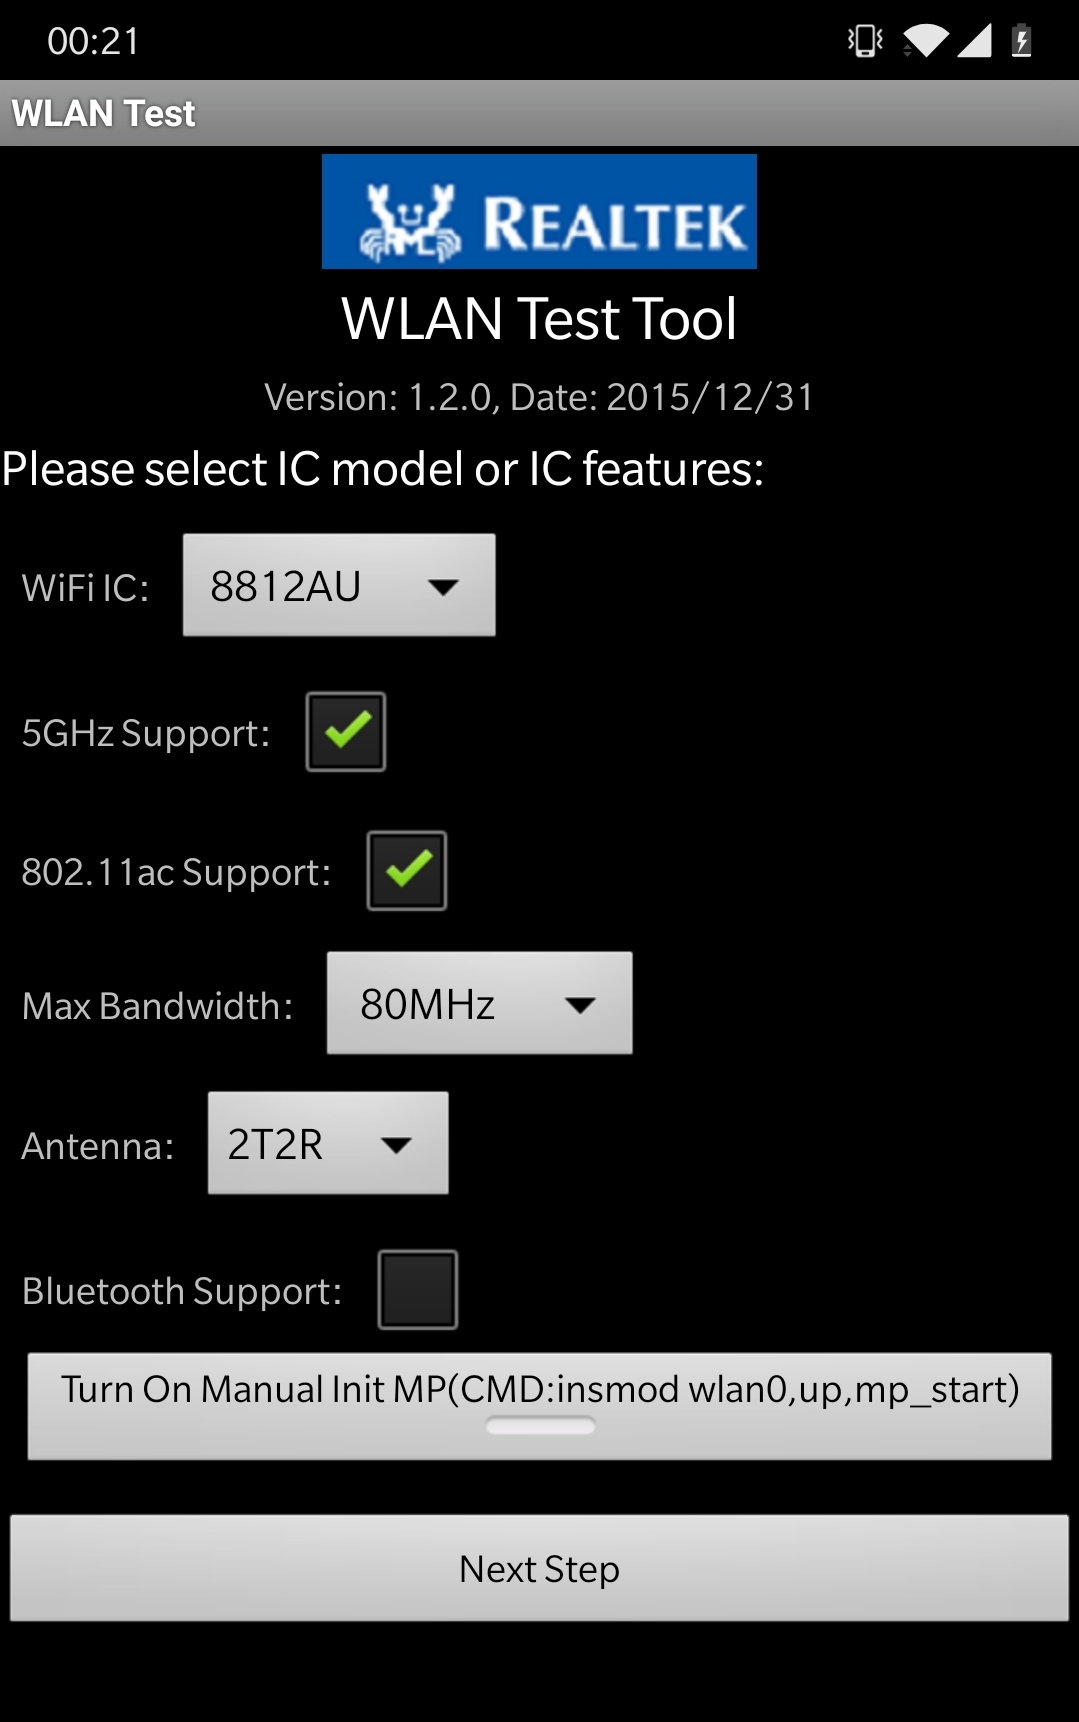 00:21
WLAN Test
REALTEK
WLAN Test Tool
Version: 1.2.0, Date: 2015/12/31
Please select IC model or IC features:
WiFi IC: 8812AU
5GHz Support:
802.11ac Support:
Max Bandwidth: 80MHz
Antenna: 2T2R
Bluetooth Support:
Turn On Manual Init MP(CMD:insmod wlan0,up,mp_start)
Next Step